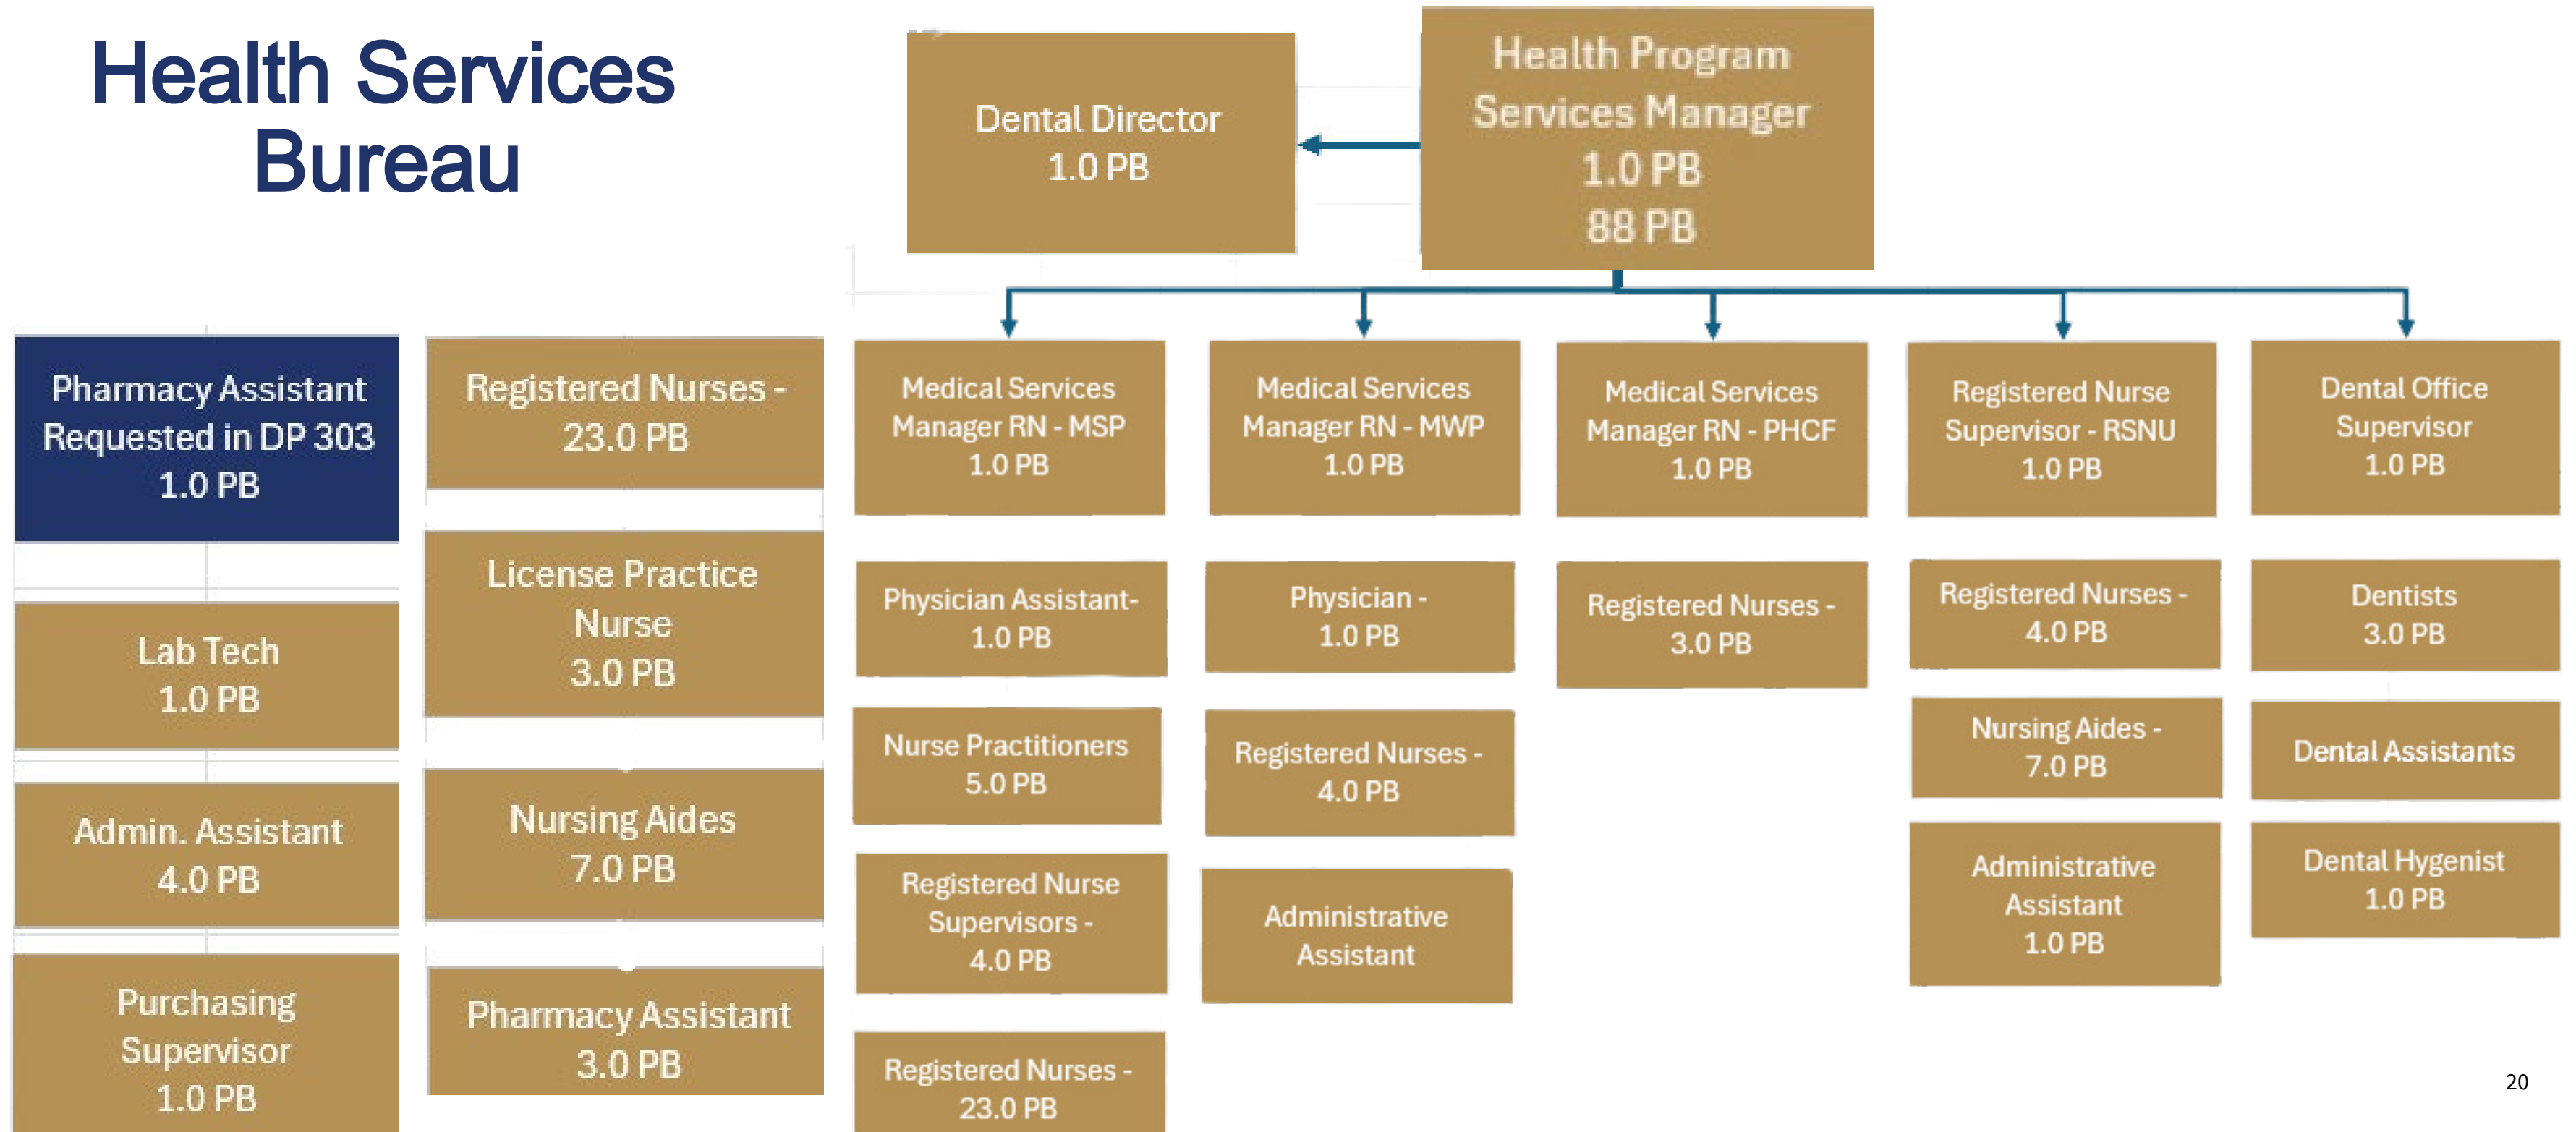 Health Services
Bureau
Dental Director
1.0 PB
Health Program
Services Manager
1.0 PB
88 PB
Pharmacy Assistant
Requested in DP 303
1.0 PB
Lab Tech
1.0 PB
Admin. Assistant
4.0 PB
Purchasing
Supervisor
1.0 PB
Registered Nurses -
23.0 PB
License Practice
Nurse
3.0 PB
Nursing Aides
7.0 PB
Pharmacy Assistant
3.0 PB
Medical Services
Manager RN - MSP
1.0 PB
Physician Assistant-
1.0 PB
Nurse Practitioners
5.0 PB
Registered Nurse
Supervisors -
4.0 PB
Registered Nurses -
23.0 PB
Medical Services
Manager RN - MWP
1.0 PB
Physician -
1.0 PB
Registered Nurses -
4.0 PB
Administrative
Assistant
Medical Services
Manager RN - PHCF
1.0 PB
Registered Nurses -
3.0 PB
Registered Nurse
Supervisor - RSNU
1.0 PB
Registered Nurses -
4.0 PB
Nursing Aides -
7.0 PB
Administrative
Assistant
1.0 PB
Dental Office
Supervisor
1.0 PB
Dentists
3.0 PB
Dental Assistants
Dental Hygenist
1.0 PB
20